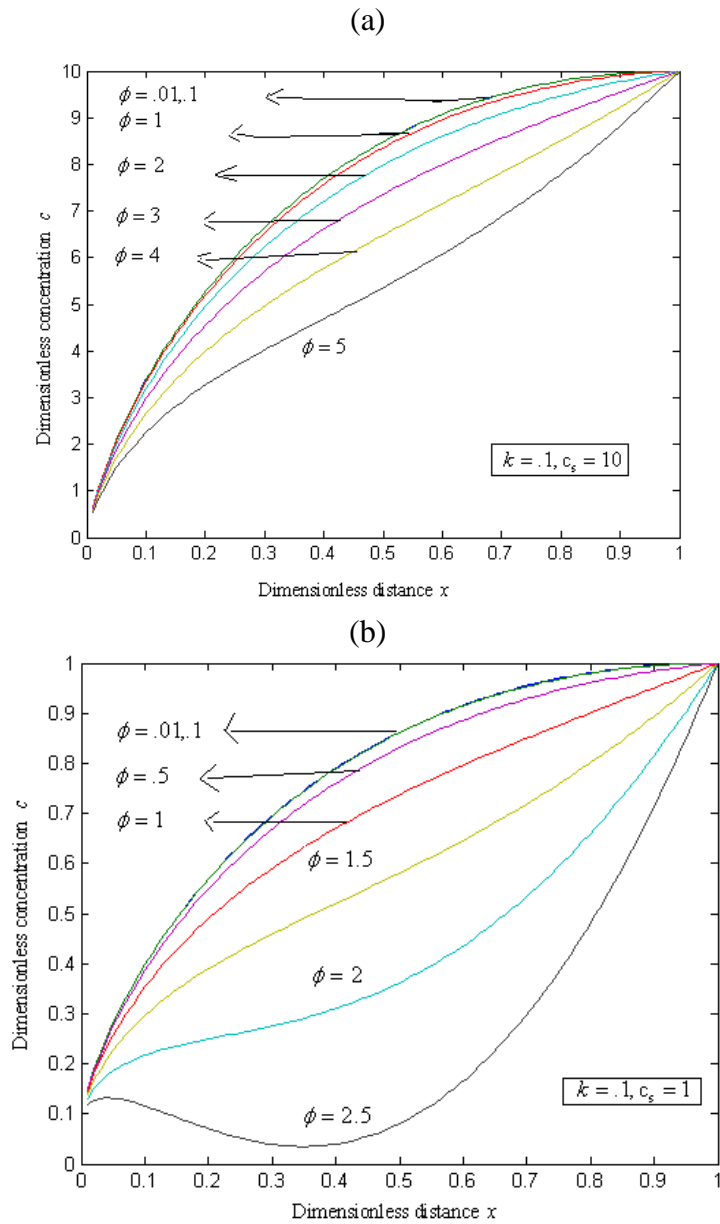 (a)
10
9
8
7
6
5
4
3
2
1
0
Dimensionless concentration c
ϕ = .01,.1
ϕ = 1
ϕ = 2
ϕ = 3
ϕ = 4
ϕ = 5
k = .1, c_s = 10
0 0.1 0.2 0.3 0.4 0.5 0.6 0.7 0.8 0.9 1
Dimensionless distance x
(b)
1
0.9
0.8
0.7
0.6
0.5
0.4
0.3
0.2
0.1
0
Dimensionless concentration c
ϕ = .01,.1
ϕ = .5
ϕ = 1
ϕ = 1.5
ϕ = 2
ϕ = 2.5
k = .1, c_s = 1
0 0.1 0.2 0.3 0.4 0.5 0.6 0.7 0.8 0.9 1
Dimensionless distance x